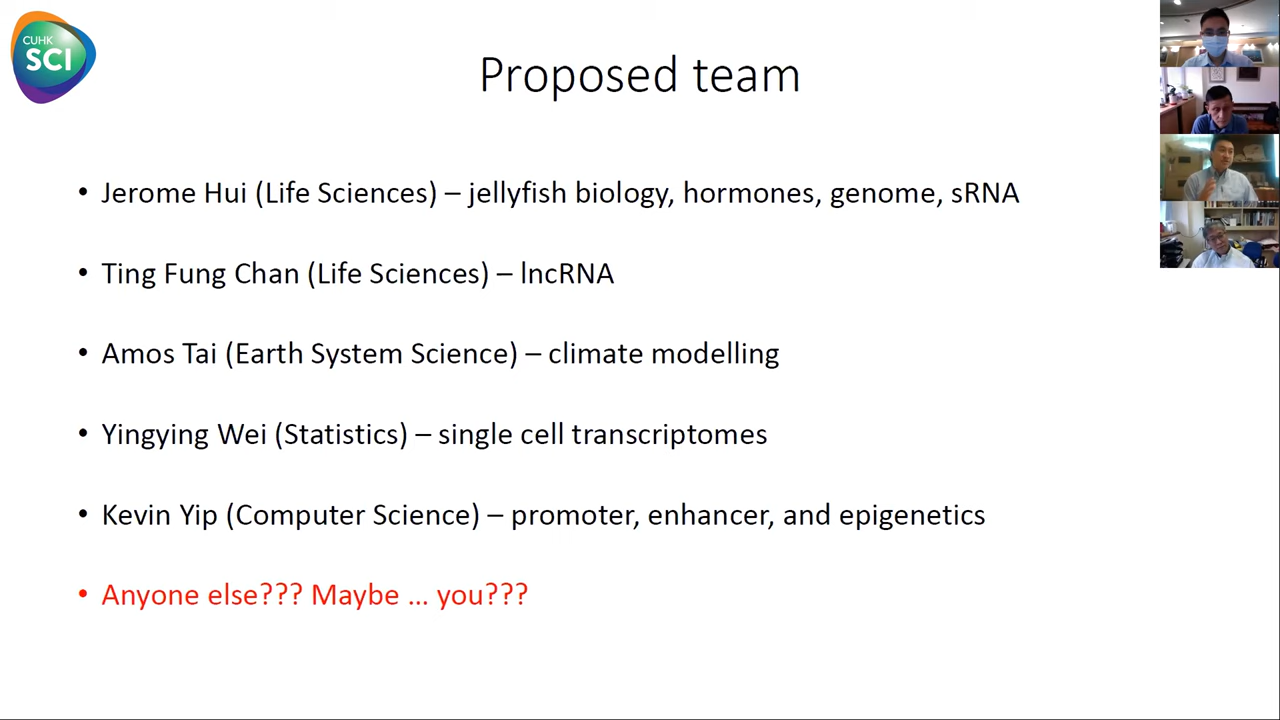 CUHK
SCI
Proposed team
• Jerome Hui (Life Sciences) – jellyfish biology, hormones, genome, sRNA
• Ting Fung Chan (Life Sciences) – lncRNA
• Amos Tai (Earth System Science) – climate modelling
• Yingying Wei (Statistics) – single cell transcriptomes
• Kevin Yip (Computer Science) – promoter, enhancer, and epigenetics
• Anyone else??? Maybe … you???